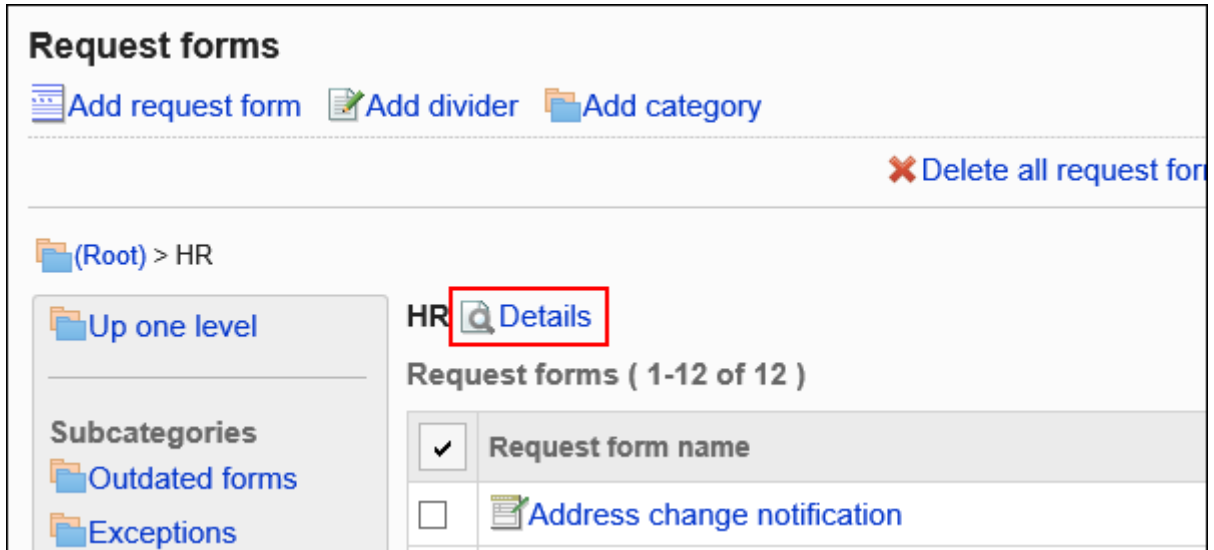 Request forms
Add request form Add divider Add category
Delete all request
(Root) > HR
Up one level
HR Details
Request forms ( 1-12 of 12 )
Subcategories
Outdated forms
Exceptions
Request form name
Address change notification